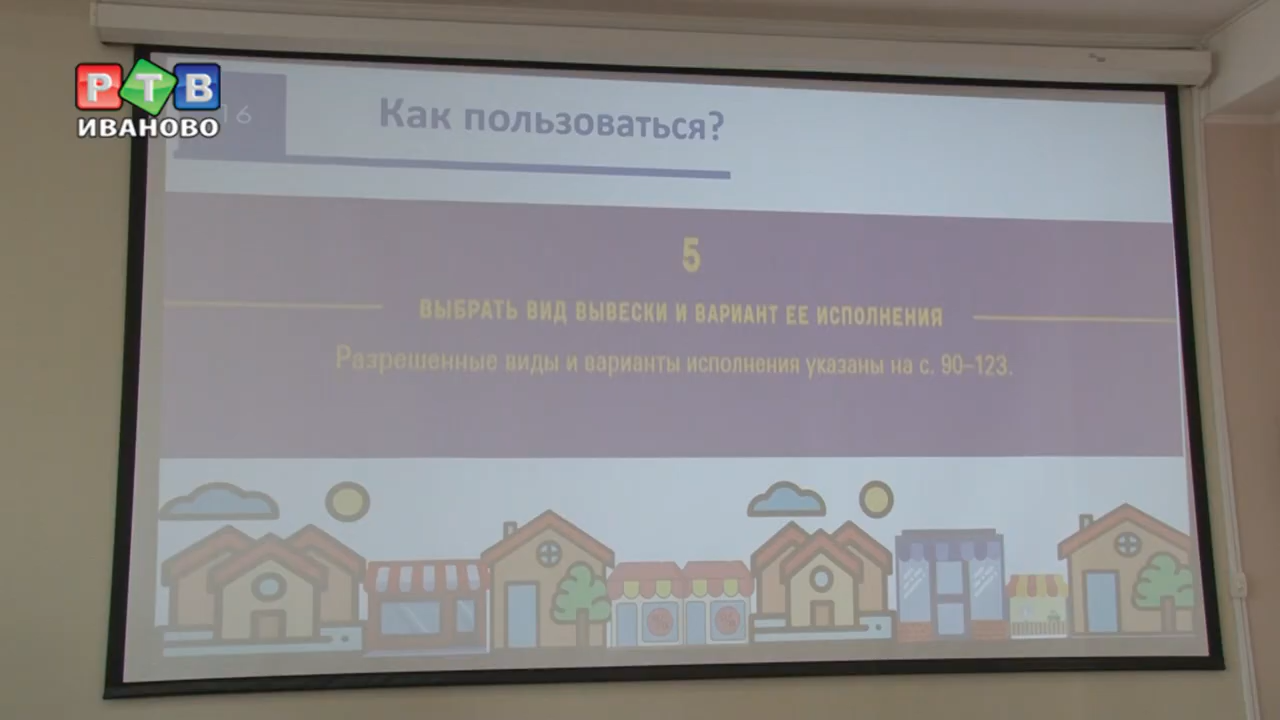 РТВ
ИВАНОВО
16
Как пользоваться?
5
ВЫБРАТЬ ВИД ВЫВЕСКИ И ВАРИАНТ ЕЕ ИСПОЛНЕНИЯ
Разрешенные виды и варианты исполнения указаны на с. 90–123.